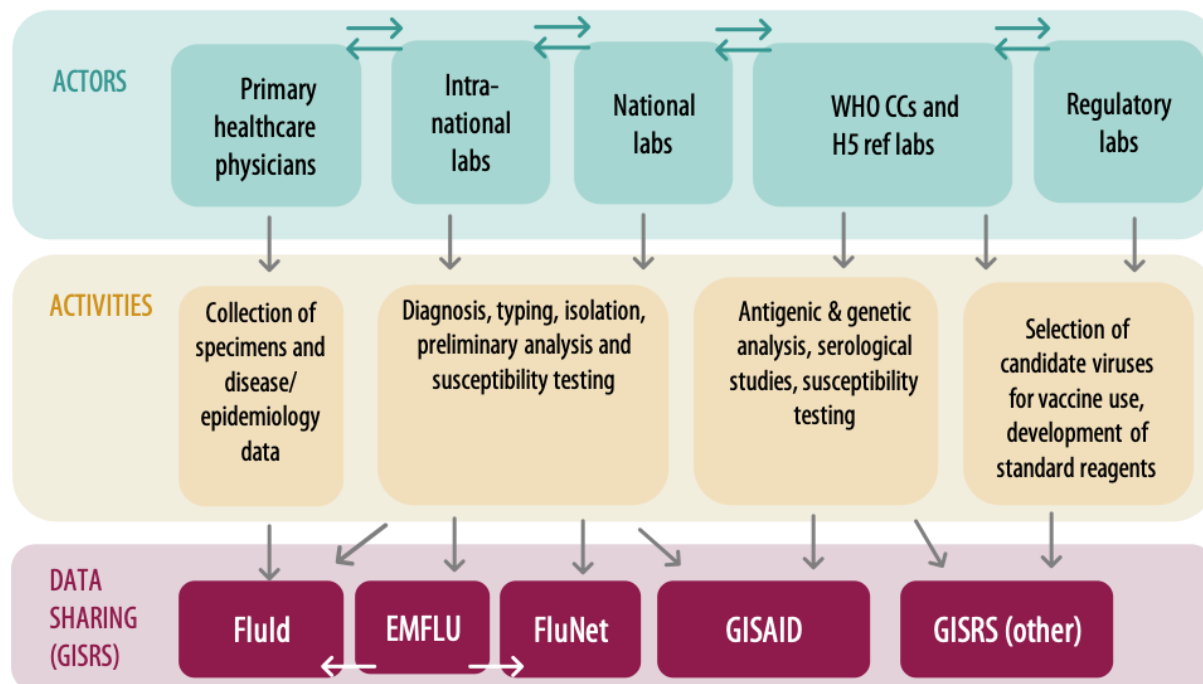 ACTORS
Primary
healthcare
physicians
Intra-
national
labs
National
labs
WHO CCs and
H5 ref labs
Regulatory
labs
ACTIVITIES
Collection of
specimens and
disease/
epidemiology
data
Diagnosis, typing, isolation,
preliminary analysis and
susceptibility testing
Antigenic & genetic
analysis, serological
studies, susceptibility
testing
Selection of
candidate viruses
for vaccine use,
development of
standard reagents
DATA
SHARING
(GISRS)
FluId
EMFLU
FluNet
GISAID
GISRS (other)